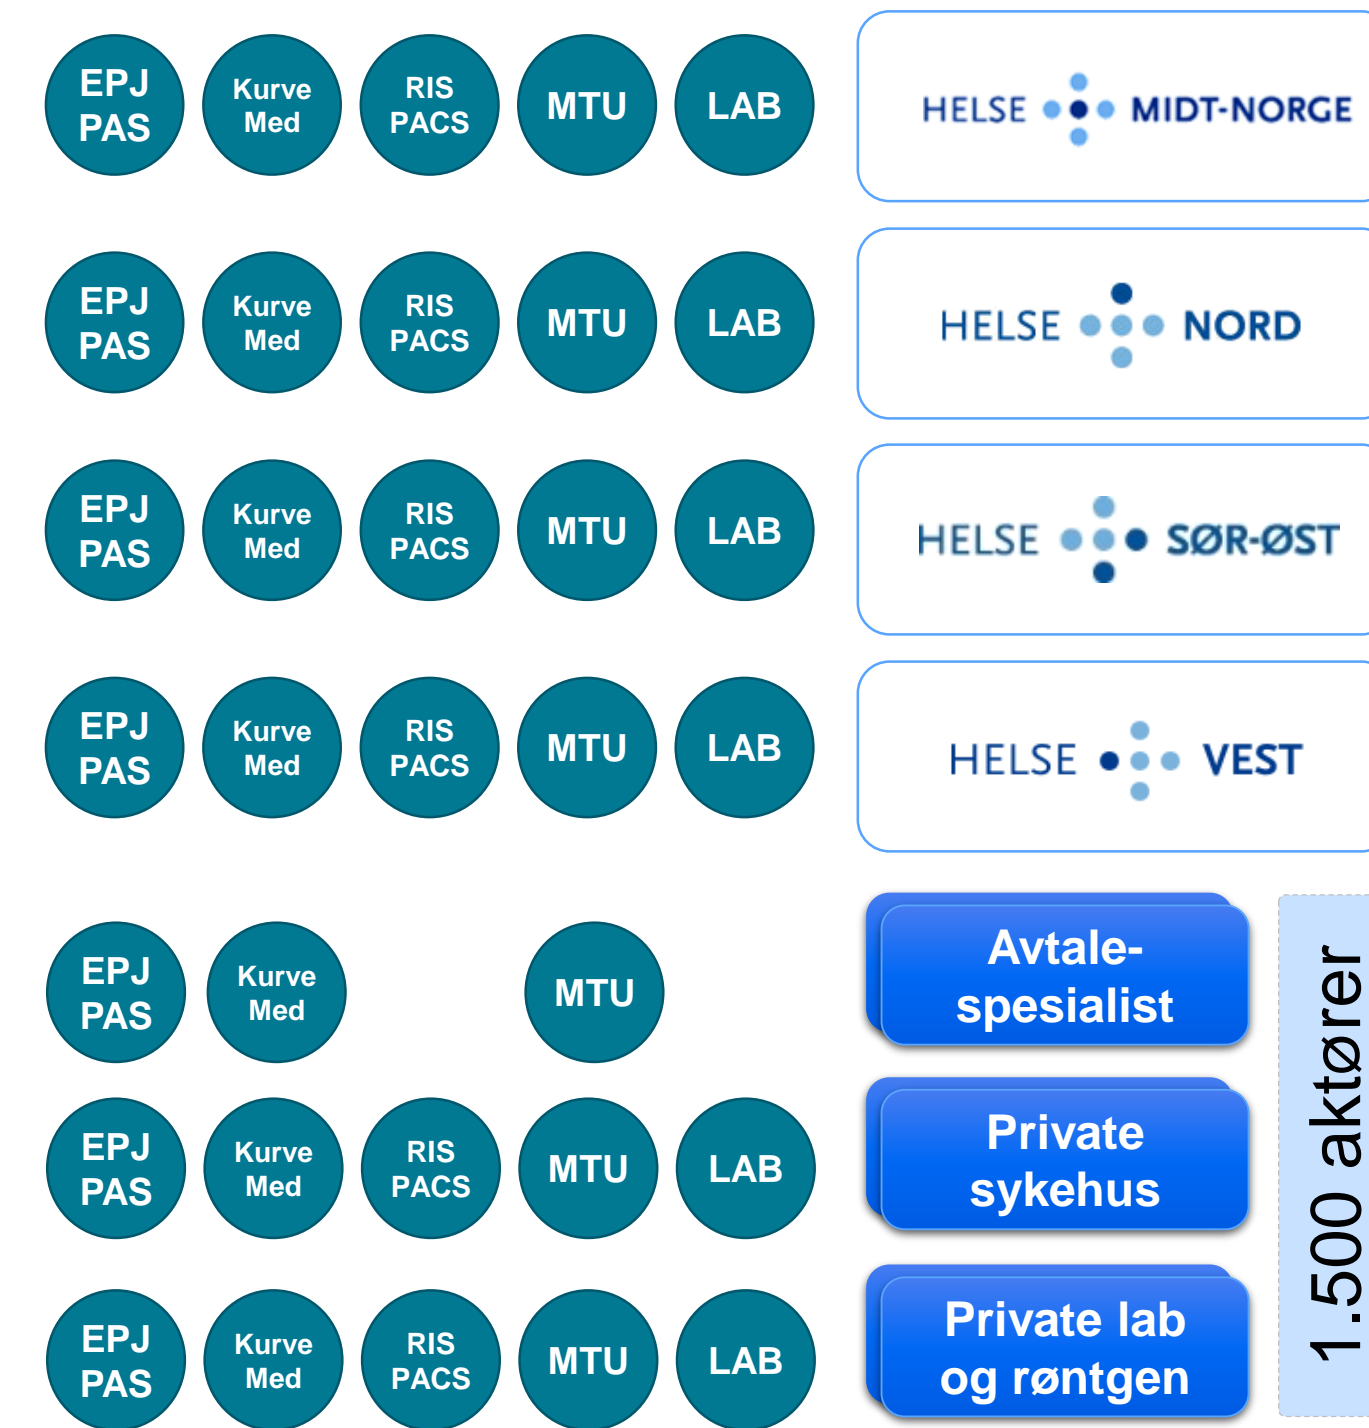 EPJ
PAS
Kurve
Med
RIS
PACS
MTU
LAB
HELSE MIDT-NORGE
EPJ
PAS
Kurve
Med
RIS
PACS
MTU
LAB
HELSE NORD
EPJ
PAS
Kurve
Med
RIS
PACS
MTU
LAB
HELSE SØR-ØST
EPJ
PAS
Kurve
Med
RIS
PACS
MTU
LAB
HELSE VEST
EPJ
PAS
Kurve
Med
MTU
Avtale-
spesialist
EPJ
PAS
Kurve
Med
RIS
PACS
MTU
LAB
Private
sykehus
EPJ
PAS
Kurve
Med
RIS
PACS
MTU
LAB
Private lab
og røntgen
1.500 aktører